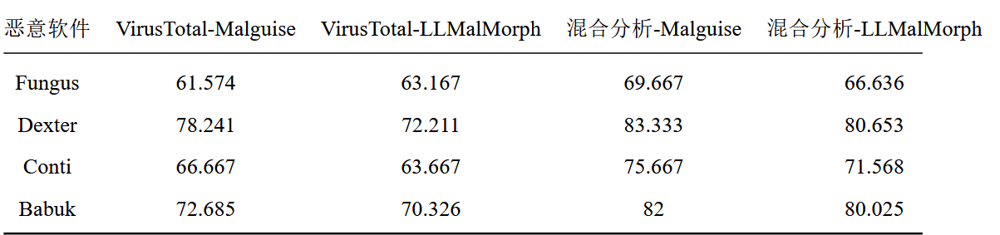 恶意软件 VirusTotal-Malguise VirusTotal-LLMalMorph 混合分析-Malguise 混合分析-LLMalMorph
Fungus 61.574 63.167 69.667 66.636
Dexter 78.241 72.211 83.333 80.653
Conti 66.667 63.667 75.667 71.568
Babuk 72.685 70.326 82 80.025